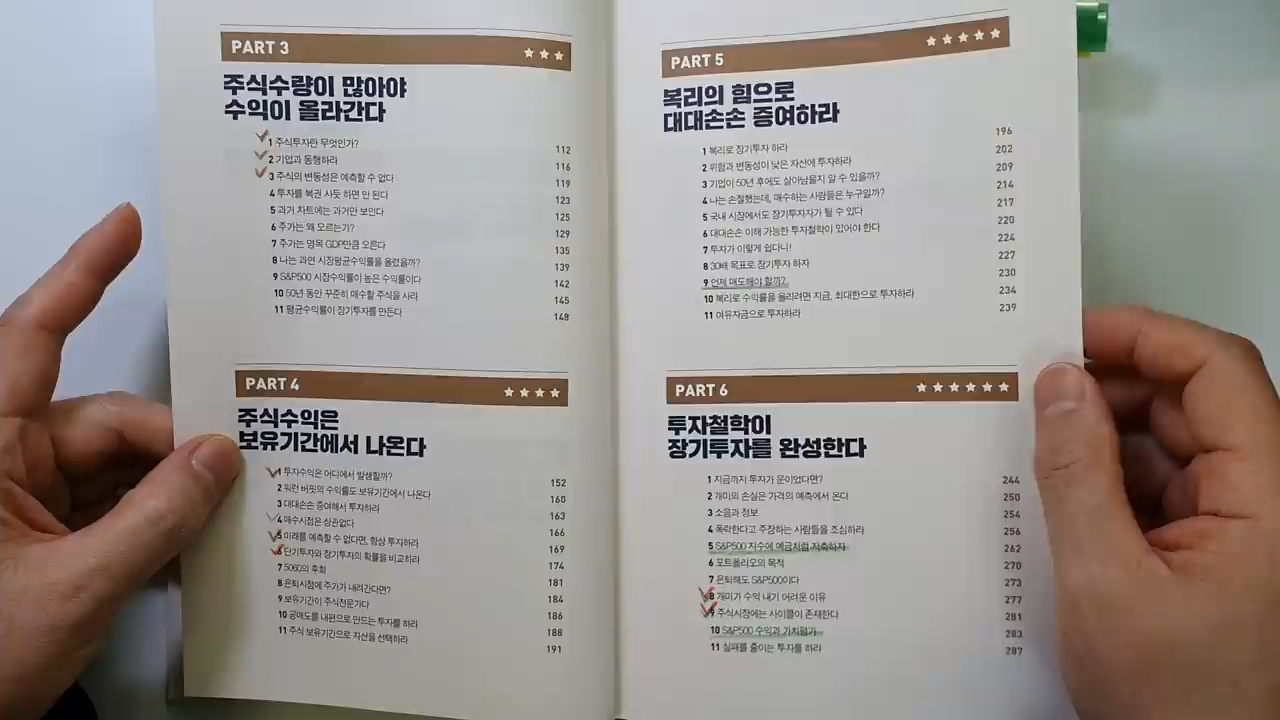 PART 3
주식수량이 많아야
수익이 올라간다
1 주식투자란 무엇인가? 112
2 기업과 동행하라 116
3 주식의 변동성은 예측할 수 없다 119
4 투자를 복권 사듯 하면 안 된다 123
5 과거 차트에는 과거만 보인다 125
6 주가는 왜 오르는가? 129
7 주가는 명목 GDP만큼 오른다 135
8 나는 과연 시장평균수익률을 올렸을까? 139
9 S&P500 시장수익률이 높은 수익률이다 142
10 50년 동안 꾸준히 매수할 주식을 사라 145
11 평균수익률이 장기투자를 만든다 148
PART 4
주식수익은
보유기간에서 나온다
1 투자수익은 어디에서 발생할까? 152
2 워런 버핏의 수익률도 보유기간에서 나온다 160
3 대대손손 증여해서 투자하라 163
4 매수시점은 상관없다 166
5 미래를 예측할 수 없다면, 항상 투자하라 169
6 단기투자와 장기투자의 확률을 비교하라 174
7 5060의 후회 181
8 은퇴시점에 주가가 내려간다면? 184
9 보유기간이 주식전문가다 186
10 공매도를 내편으로 만드는 투자를 하라 188
11 주식 보유기간으로 자산을 선택하라 191
PART 5
복리의 힘으로
대대손손 증여하라
196
1 복리로 장기투자 하라 202
2 위험과 변동성이 낮은 자산에 투자하라 209
3 기업이 50년 후에도 살아남을지 알 수 있을까? 214
4 나는 손절했는데, 매수하는 사람들은 누구일까? 217
5 국내 시장에서도 장기투자자가 될 수 있다 220
6 대대손손 이해 가능한 투자철학이 있어야 한다 224
7 투자가 이렇게 쉽다니! 227
8 30배 목표로 장기투자 하자 230
9 언제 매도해야 할까? 234
10 복리로 수익률을 올리려면 지금, 최대한으로 투자하라 239
11 여유자금으로 투자하라
PART 6
투자철학이
장기투자를 완성한다
1 지금까지 투자가 운이었다면? 244
2 개미의 손실은 가격의 예측에서 온다 250
3 소음과 정보 254
4 폭락한다고 주장하는 사람들을 조심하라 256
5 S&P500 지수에 예금처럼 저축하자 262
6 포트폴리오의 목적 270
7 은퇴해도 S&P500이다 273
8 개미가 수익 내기 어려운 이유 277
9 주식시장에는 사이클이 존재한다 281
10 S&P500 수익과 가치평가 283
11 실패를 줄이는 투자를 하라 287